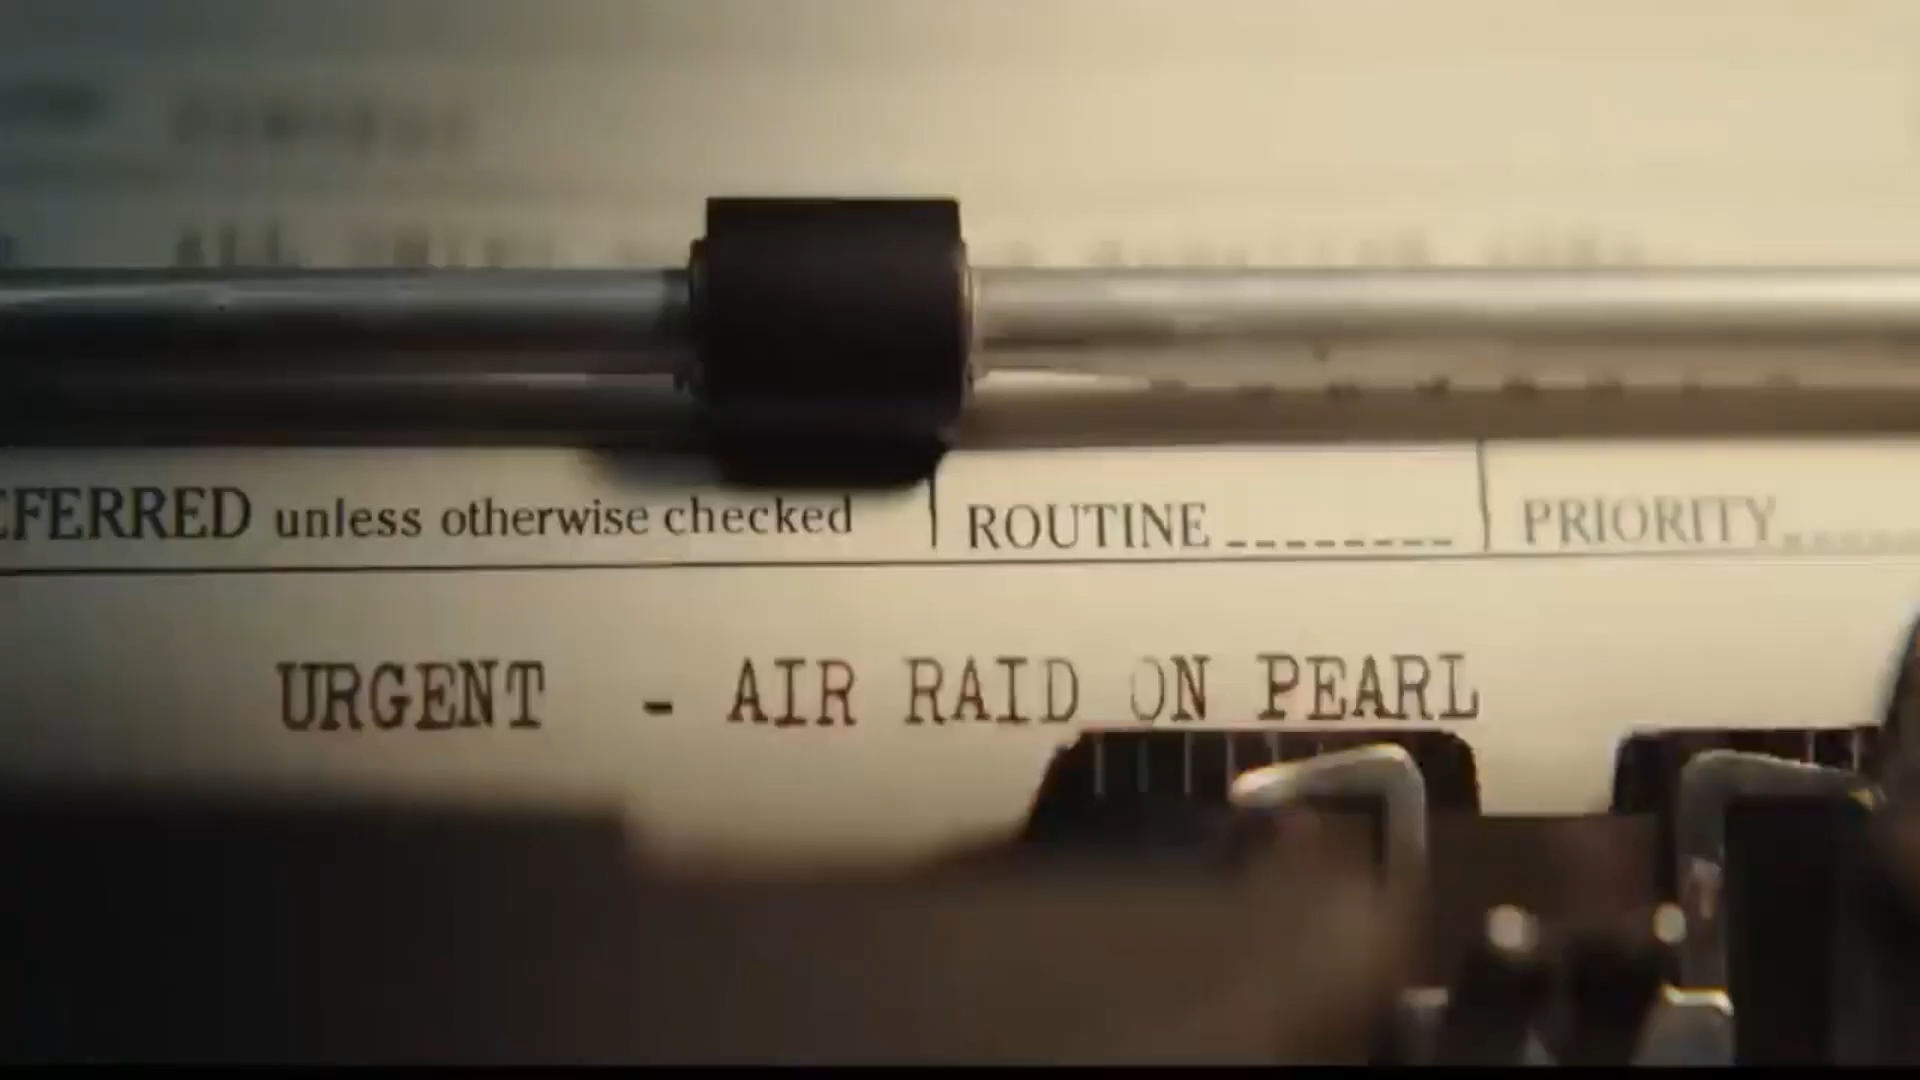 EFERRED unless otherwise checked ROUTINE -------- PRIORITY
URGENT - AIR RAID ON PEARL